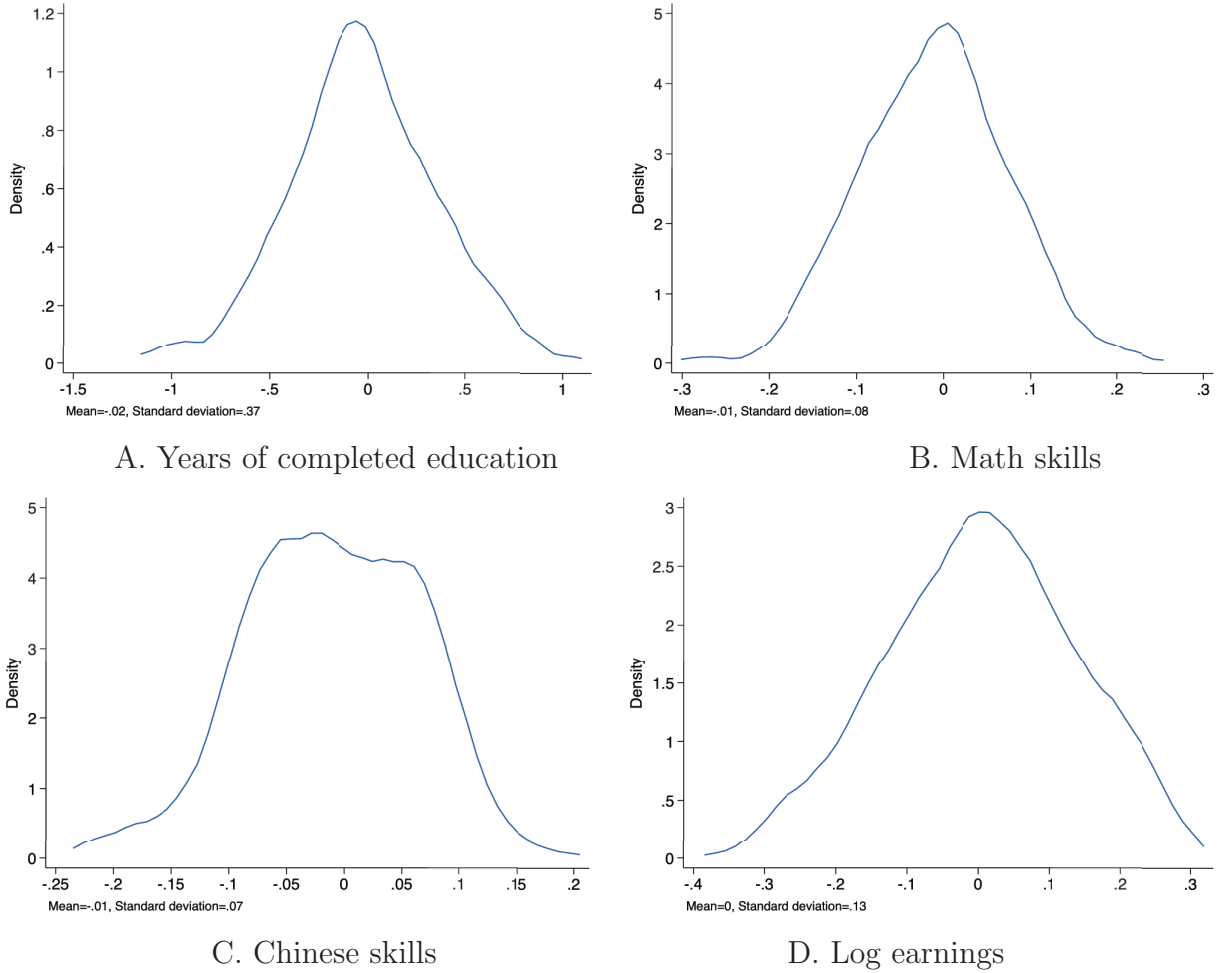 1.2
1
.8
.6
.4
.2
0
Density
-1.5 -1 -.5 0 .5 1
Mean=-.02, Standard deviation=.37
A. Years of completed education
5
4
3
2
1
0
Density
-.3 -.2 -.1 0 .1 .2 .3
Mean=-.01, Standard deviation=.08
B. Math skills
5
4
3
2
1
0
Density
-.25 -.2 -.15 -.1 -.05 0 .05 .1 .15 .2
Mean=-.01, Standard deviation=.07
C. Chinese skills
3
2.5
2
1.5
1
.5
0
Density
-.4 -.3 -.2 -.1 0 .1 .2 .3
Mean=0, Standard deviation=.13
D. Log earnings